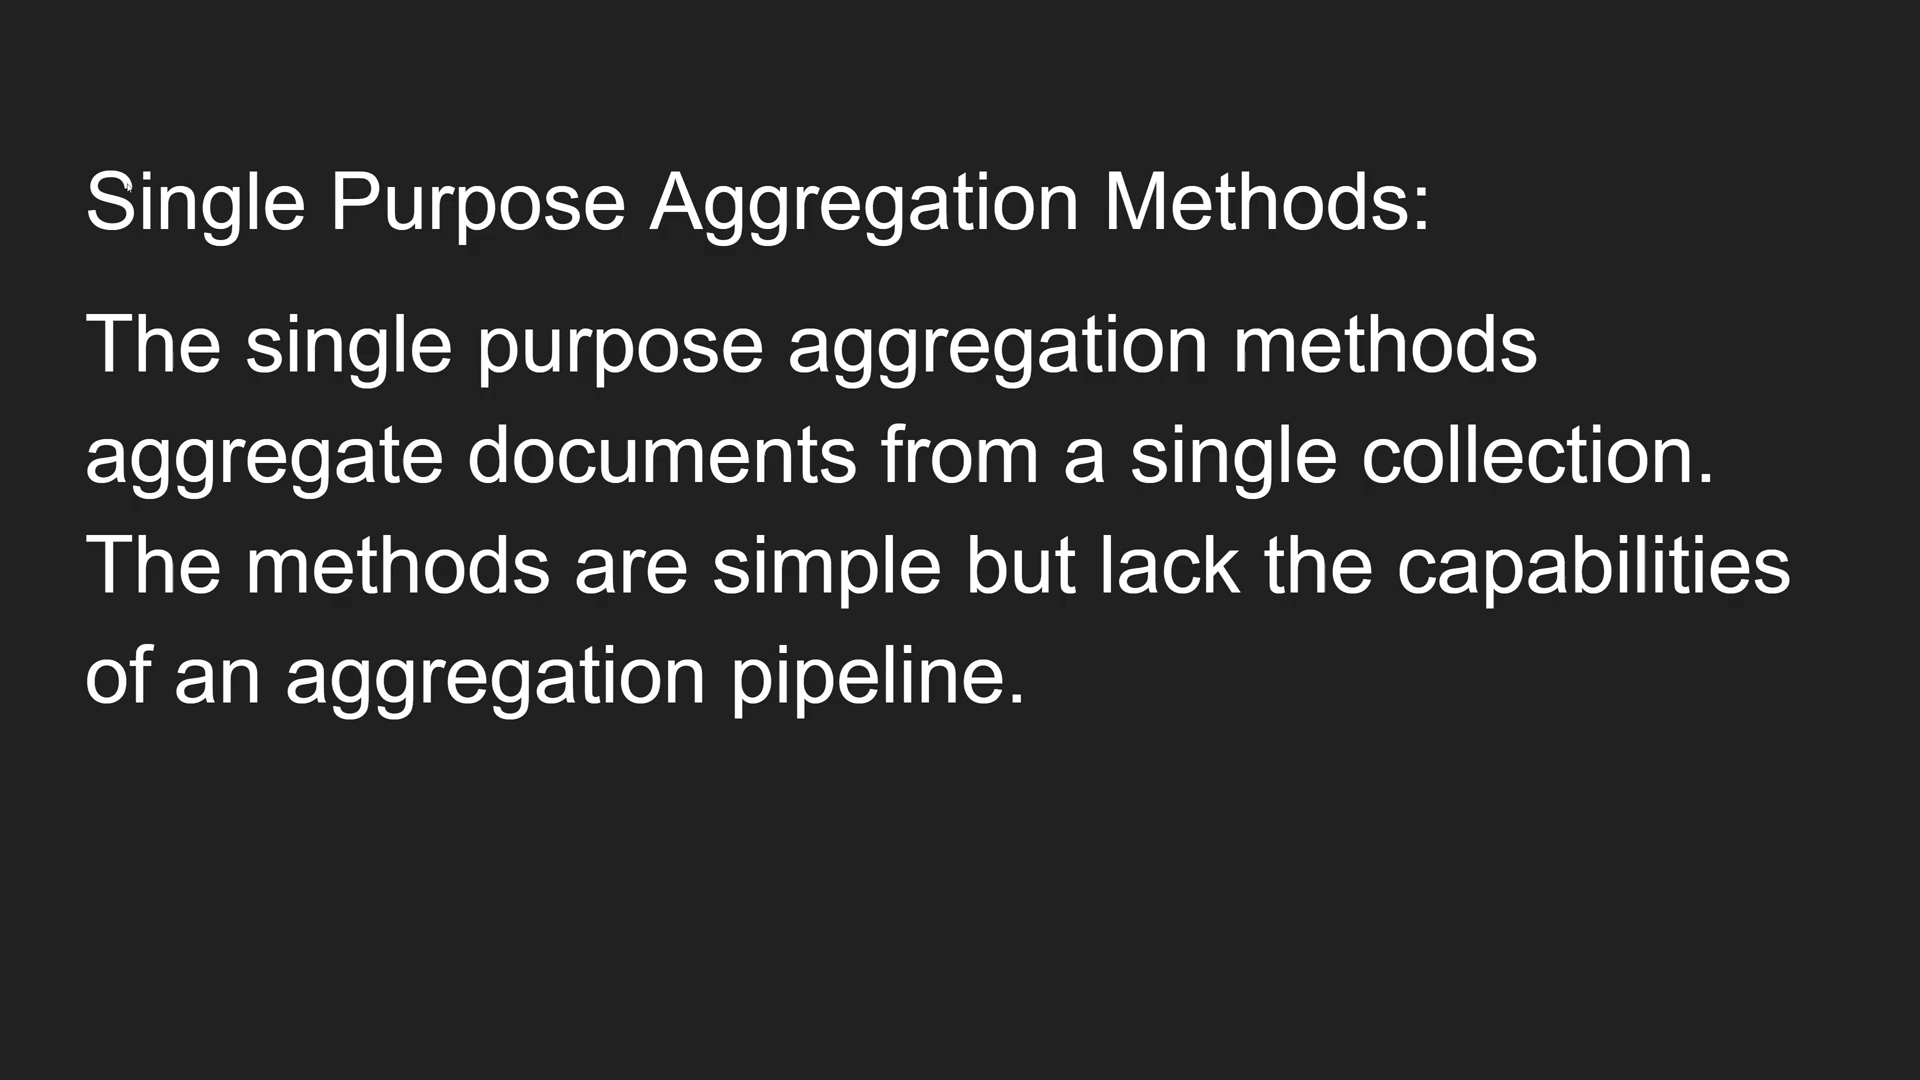 Single Purpose Aggregation Methods:
The single purpose aggregation methods
aggregate documents from a single collection.
The methods are simple but lack the capabilities
of an aggregation pipeline.